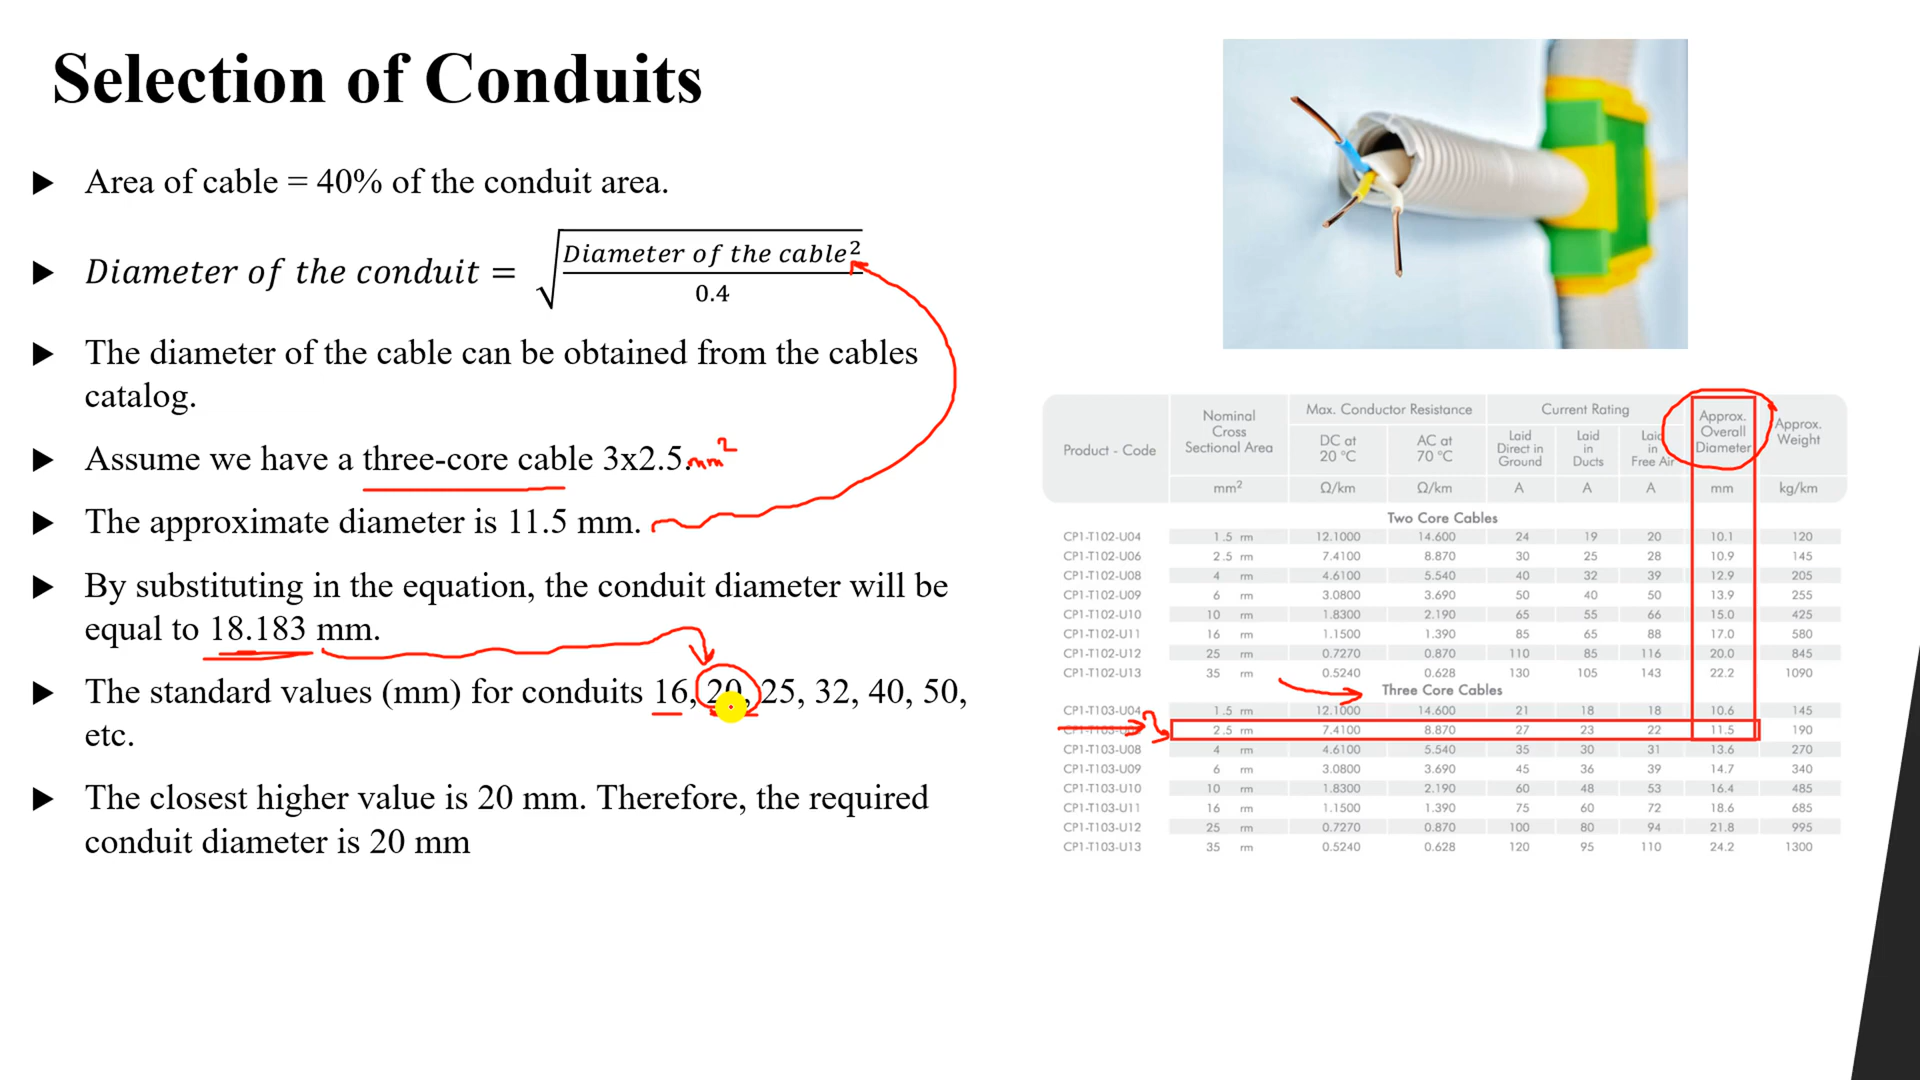 Selection of Conduits
▶ Area of cable = 40% of the conduit area.
▶ Diameter of the conduit = √(Diameter of the cable² / 0.4)
▶ The diameter of the cable can be obtained from the cables
catalog.
▶ Assume we have a three-core cable 3x2.5. mm²
▶ The approximate diameter is 11.5 mm.
▶ By substituting in the equation, the conduit diameter will be
equal to 18.183 mm.
▶ The standard values (mm) for conduits 16, 20, 25, 32, 40, 50,
etc.
▶ The closest higher value is 20 mm. Therefore, the required
conduit diameter is 20 mm
Product - Code
Nominal
Cross
Sectional Area
Max. Conductor Resistance
DC at
20 °C
AC at
70 °C
Current Rating
Laid
Direct in
Ground
Laid
in
Ducts
Laid
in
Free Air
Approx.
Overall
Diameter
Approx.
Weight
mm² Ω/km Ω/km A A A mm kg/km
Two Core Cables
CP1-T102-U04 1.5 rm 12.1000 14.600 24 19 20 10.1 120
CP1-T102-U06 2.5 rm 7.4100 8.870 30 25 28 10.9 145
CP1-T102-U08 4 rm 4.6100 5.540 40 32 39 12.9 205
CP1-T102-U09 6 rm 3.0800 3.690 50 40 50 13.9 255
CP1-T102-U10 10 rm 1.8300 2.190 65 55 66 15.0 425
CP1-T102-U11 16 rm 1.1500 1.390 85 65 88 17.0 580
CP1-T102-U12 25 rm 0.7270 0.870 110 85 116 20.0 845
CP1-T102-U13 35 rm 0.5240 0.628 130 105 143 22.2 1090
Three Core Cables
CP1-T103-U04 1.5 rm 12.1000 14.600 21 18 18 10.6 145
2.5 rm 7.4100 8.870 27 23 22 11.5 190
CP1-T103-U08 4 rm 4.6100 5.540 35 30 31 13.6 270
CP1-T103-U09 6 rm 3.0800 3.690 45 36 39 14.7 340
CP1-T103-U10 10 rm 1.8300 2.190 60 48 53 16.4 485
CP1-T103-U11 16 rm 1.1500 1.390 75 60 72 18.6 685
CP1-T103-U12 25 rm 0.7270 0.870 100 80 94 21.8 995
CP1-T103-U13 35 rm 0.5240 0.628 120 95 110 24.2 1300